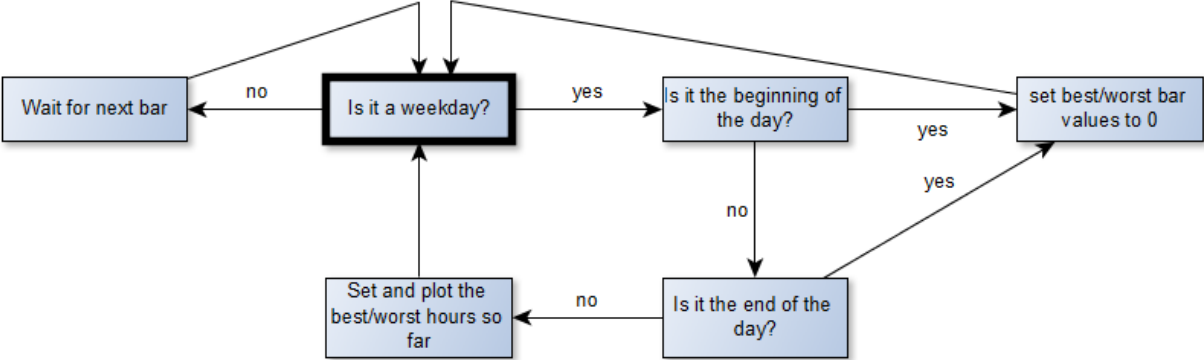 Wait for next bar
no
Is it a weekday?
yes
Is it the beginning of
the day?
yes
set best/worst bar
values to 0
no
yes
Set and plot the
best/worst hours so
far
no
Is it the end of the
day?